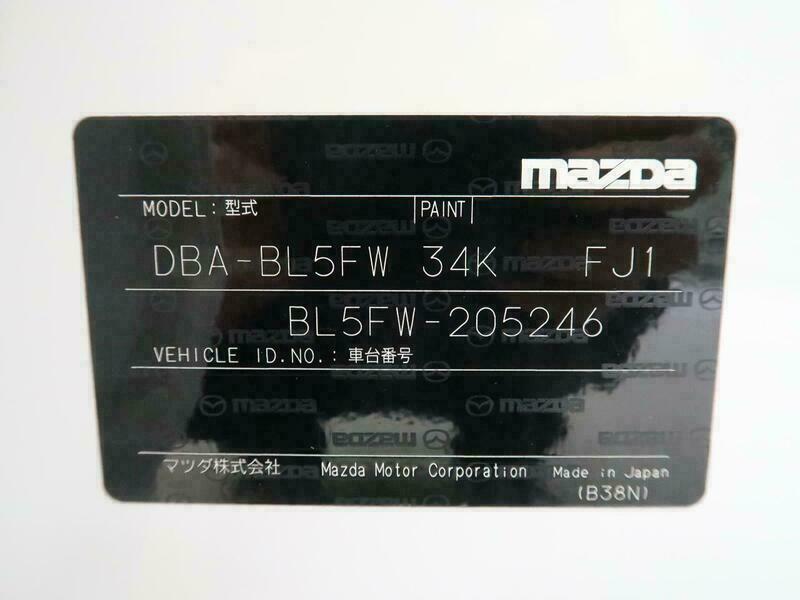 mazda
MODEL: 型式 PAINT
DBA-BL5FW 34K FJ1
BL5FW-205246
VEHICLE ID.NO.: 車台番号
マツダ株式会社 Mazda Motor Corporation Made in Japan
(B38N)